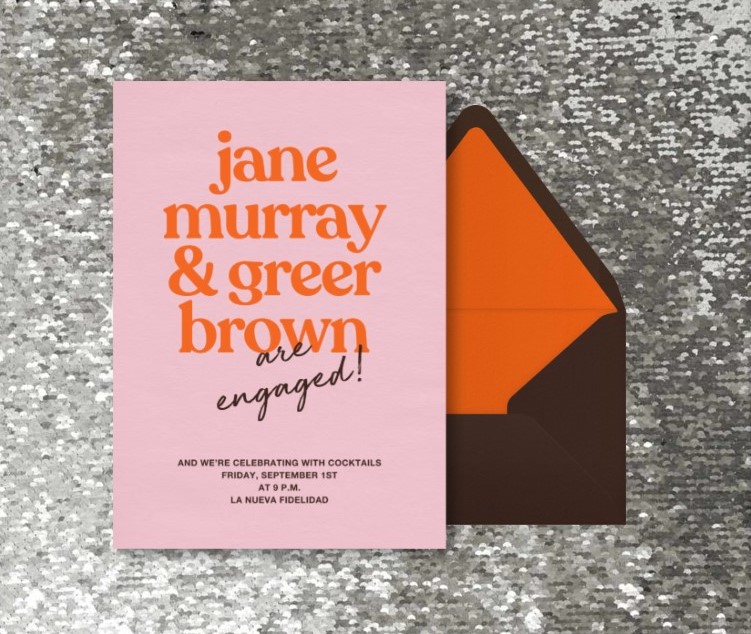 jane
murray
& greer
brown
are
engaged!
AND WE'RE CELEBRATING WITH COCKTAILS
FRIDAY, SEPTEMBER 1ST
AT 9 P.M.
LA NUEVA FIDELIDAD